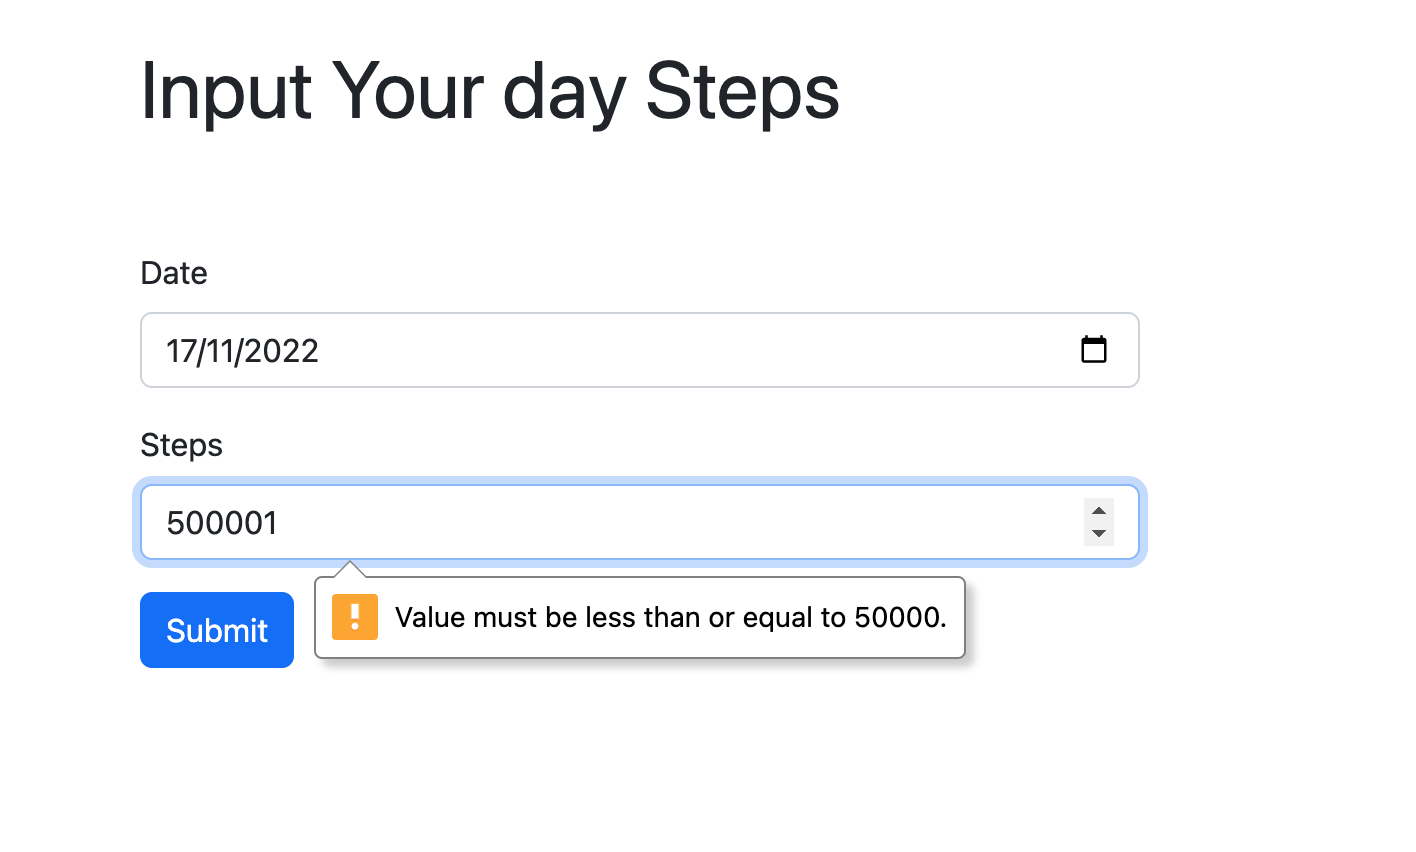 Input Your day Steps
Date
17/11/2022
Steps
500001
Submit
Value must be less than or equal to 50000.